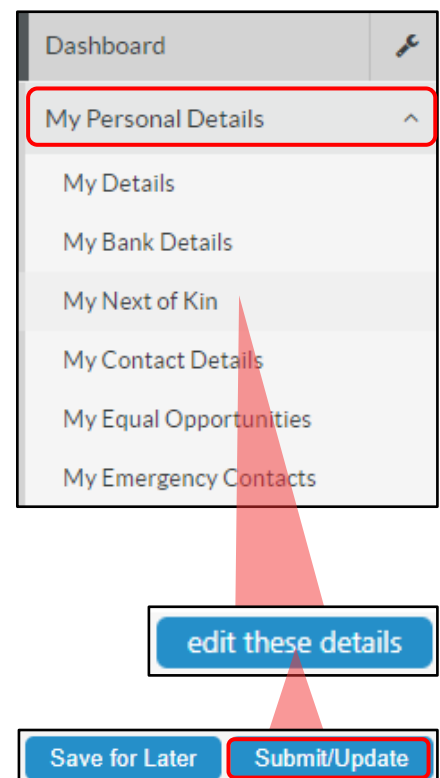 Dashboard
My Personal Details
My Details
My Bank Details
My Next of Kin
My Contact Details
My Equal Opportunities
My Emergency Contacts
edit these details
Save for Later Submit/Update